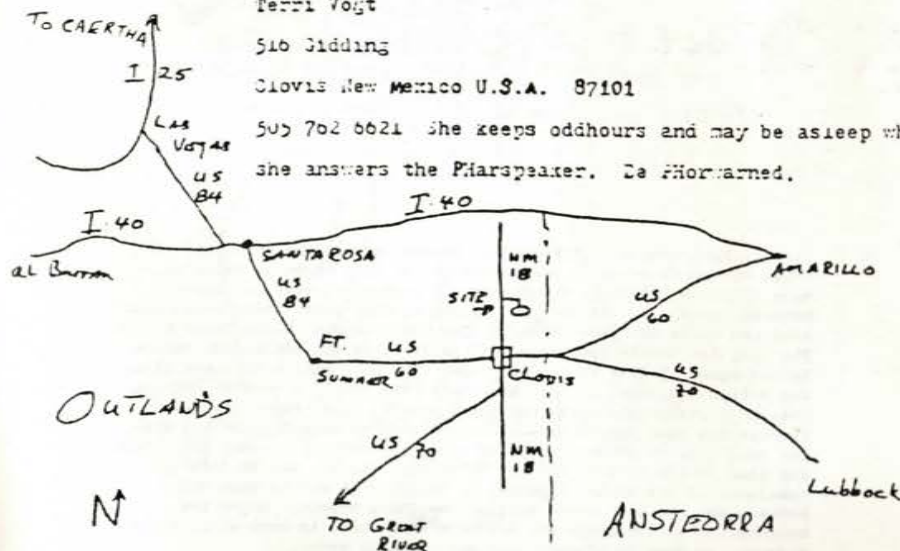 Terri Vogt
516 Gidding
Clovis New Mexico U.S.A. 87101
505 762 6621 She keeps oddhours and may be asleep wh
she answers the PHarspeaker. Be PHorwarned.
TO CAERTHA
I 25
LAS
VEGAS
US
84
I 40
I 40
al Barran
SANTA ROSA
AMARILLO
US
84
NM
18
SITE
US
60
FT.
SUMNER
US
60
CLOVIS
US
70
OUTLANDS
US
70
NM
18
Lubbock
N
TO GREAT
RIVER
ANSTEORRA